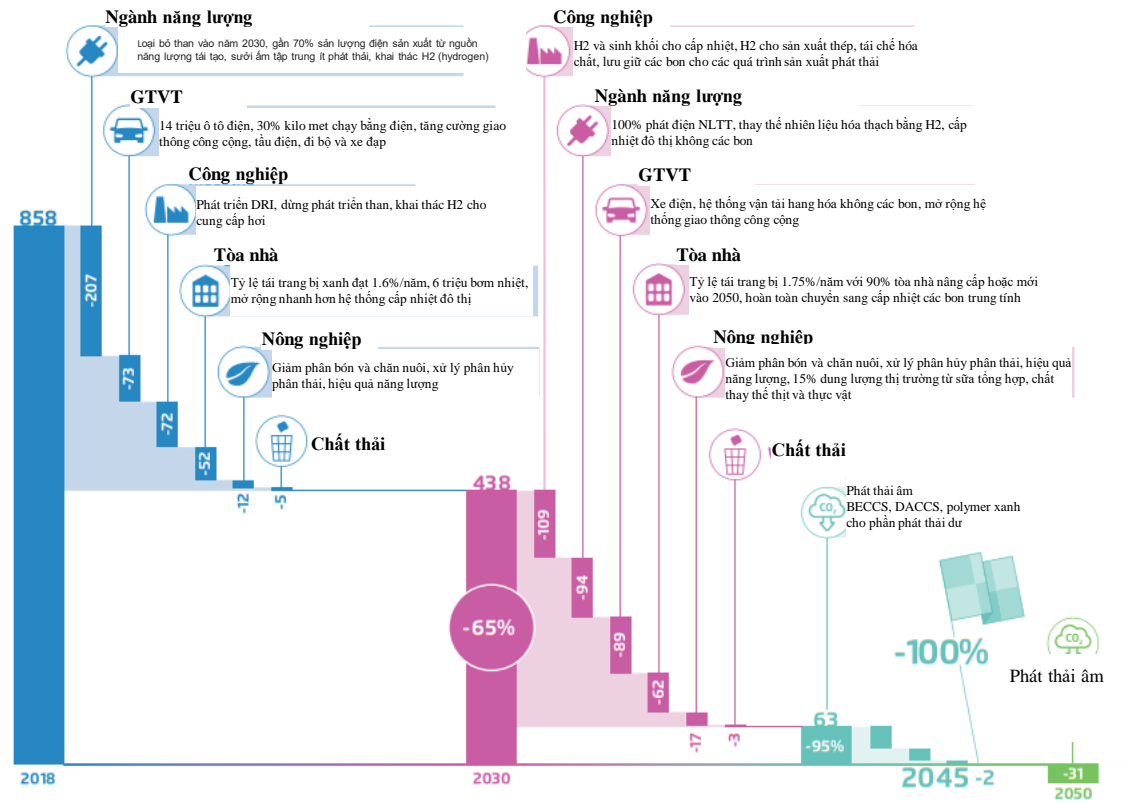 Ngành năng lượng
Loại bỏ than vào năm 2030, gần 70% sản lượng điện sản xuất từ nguồn
năng lượng tái tạo, sưởi ấm tập trung ít phát thải, khai thác H2 (hydrogen)
GTVT
14 triệu ô tô điện, 30% kilo met chạy bằng điện, tăng cường giao
thông công cộng, tầu điện, đi bộ và xe đạp
Công nghiệp
Phát triển DRI, dừng phát triển than, khai thác H2 cho
cung cấp hơi
Tòa nhà
Tỷ lệ tái trang bị xanh đạt 1.6%/năm, 6 triệu bơm nhiệt,
mở rộng nhanh hơn hệ thống cấp nhiệt đô thị
Nông nghiệp
Giảm phân bón và chăn nuôi, xử lý phân hủy
phân thải, hiệu quả năng lượng
Chất thải
858
-207
-73
-72
-52
-12
-5
2018
Công nghiệp
H2 và sinh khối cho cấp nhiệt, H2 cho sản xuất thép, tái chế hóa
chất, lưu giữ các bon cho các quá trình sản xuất phát thải
Ngành năng lượng
100% phát điện NLTT, thay thế nhiên liệu hóa thạch bằng H2, cấp
nhiệt đô thị không các bon
GTVT
Xe điện, hệ thống vận tải hang hóa không các bon, mở rộng hệ
thống giao thông công cộng
Tòa nhà
Tỷ lệ tái trang bị 1.75%/năm với 90% tòa nhà nâng cấp hoặc mới
vào 2050, hoàn toàn chuyển sang cấp nhiệt các bon trung tính
Nông nghiệp
Giảm phân bón và chăn nuôi, xử lý phân hủy phân thải, hiệu quả
năng lượng, 15% dung lượng thị trường từ sữa tổng hợp, chất
thay thế thịt và thực vật
Chất thải
438
-65%
-109
-94
-89
-62
-17
-3
2030
CO₂
Phát thải âm
BECCS, DACCS, polymer xanh
cho phần phát thải dư
63
-95%
-100%
2045 -2
CO₂
Phát thải âm
-31
2050